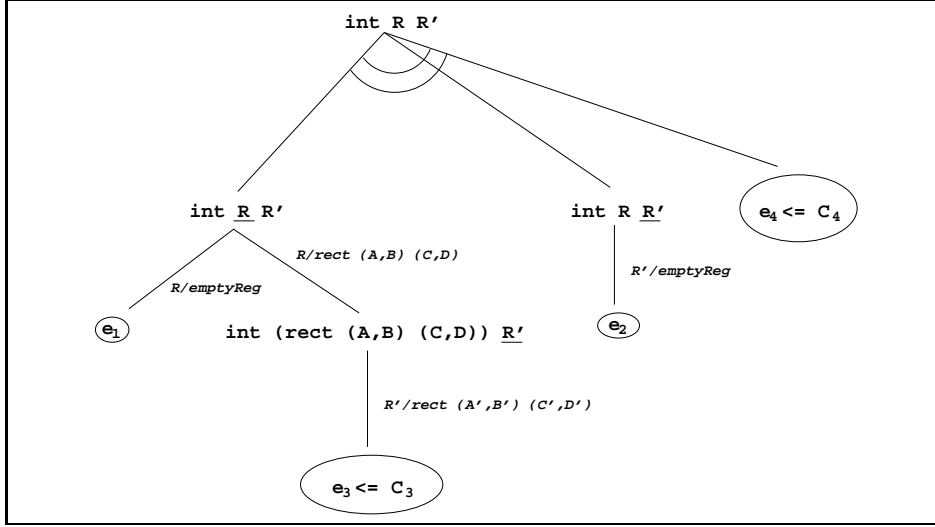 int R R'
int R R'
int R R'
e₄ <= C₄
R/rect (A,B) (C,D)
R'/emptyReg
R/emptyReg
e₁
int (rect (A,B) (C,D)) R'
e₂
R'/rect (A',B') (C',D')
e₃ <= C₃